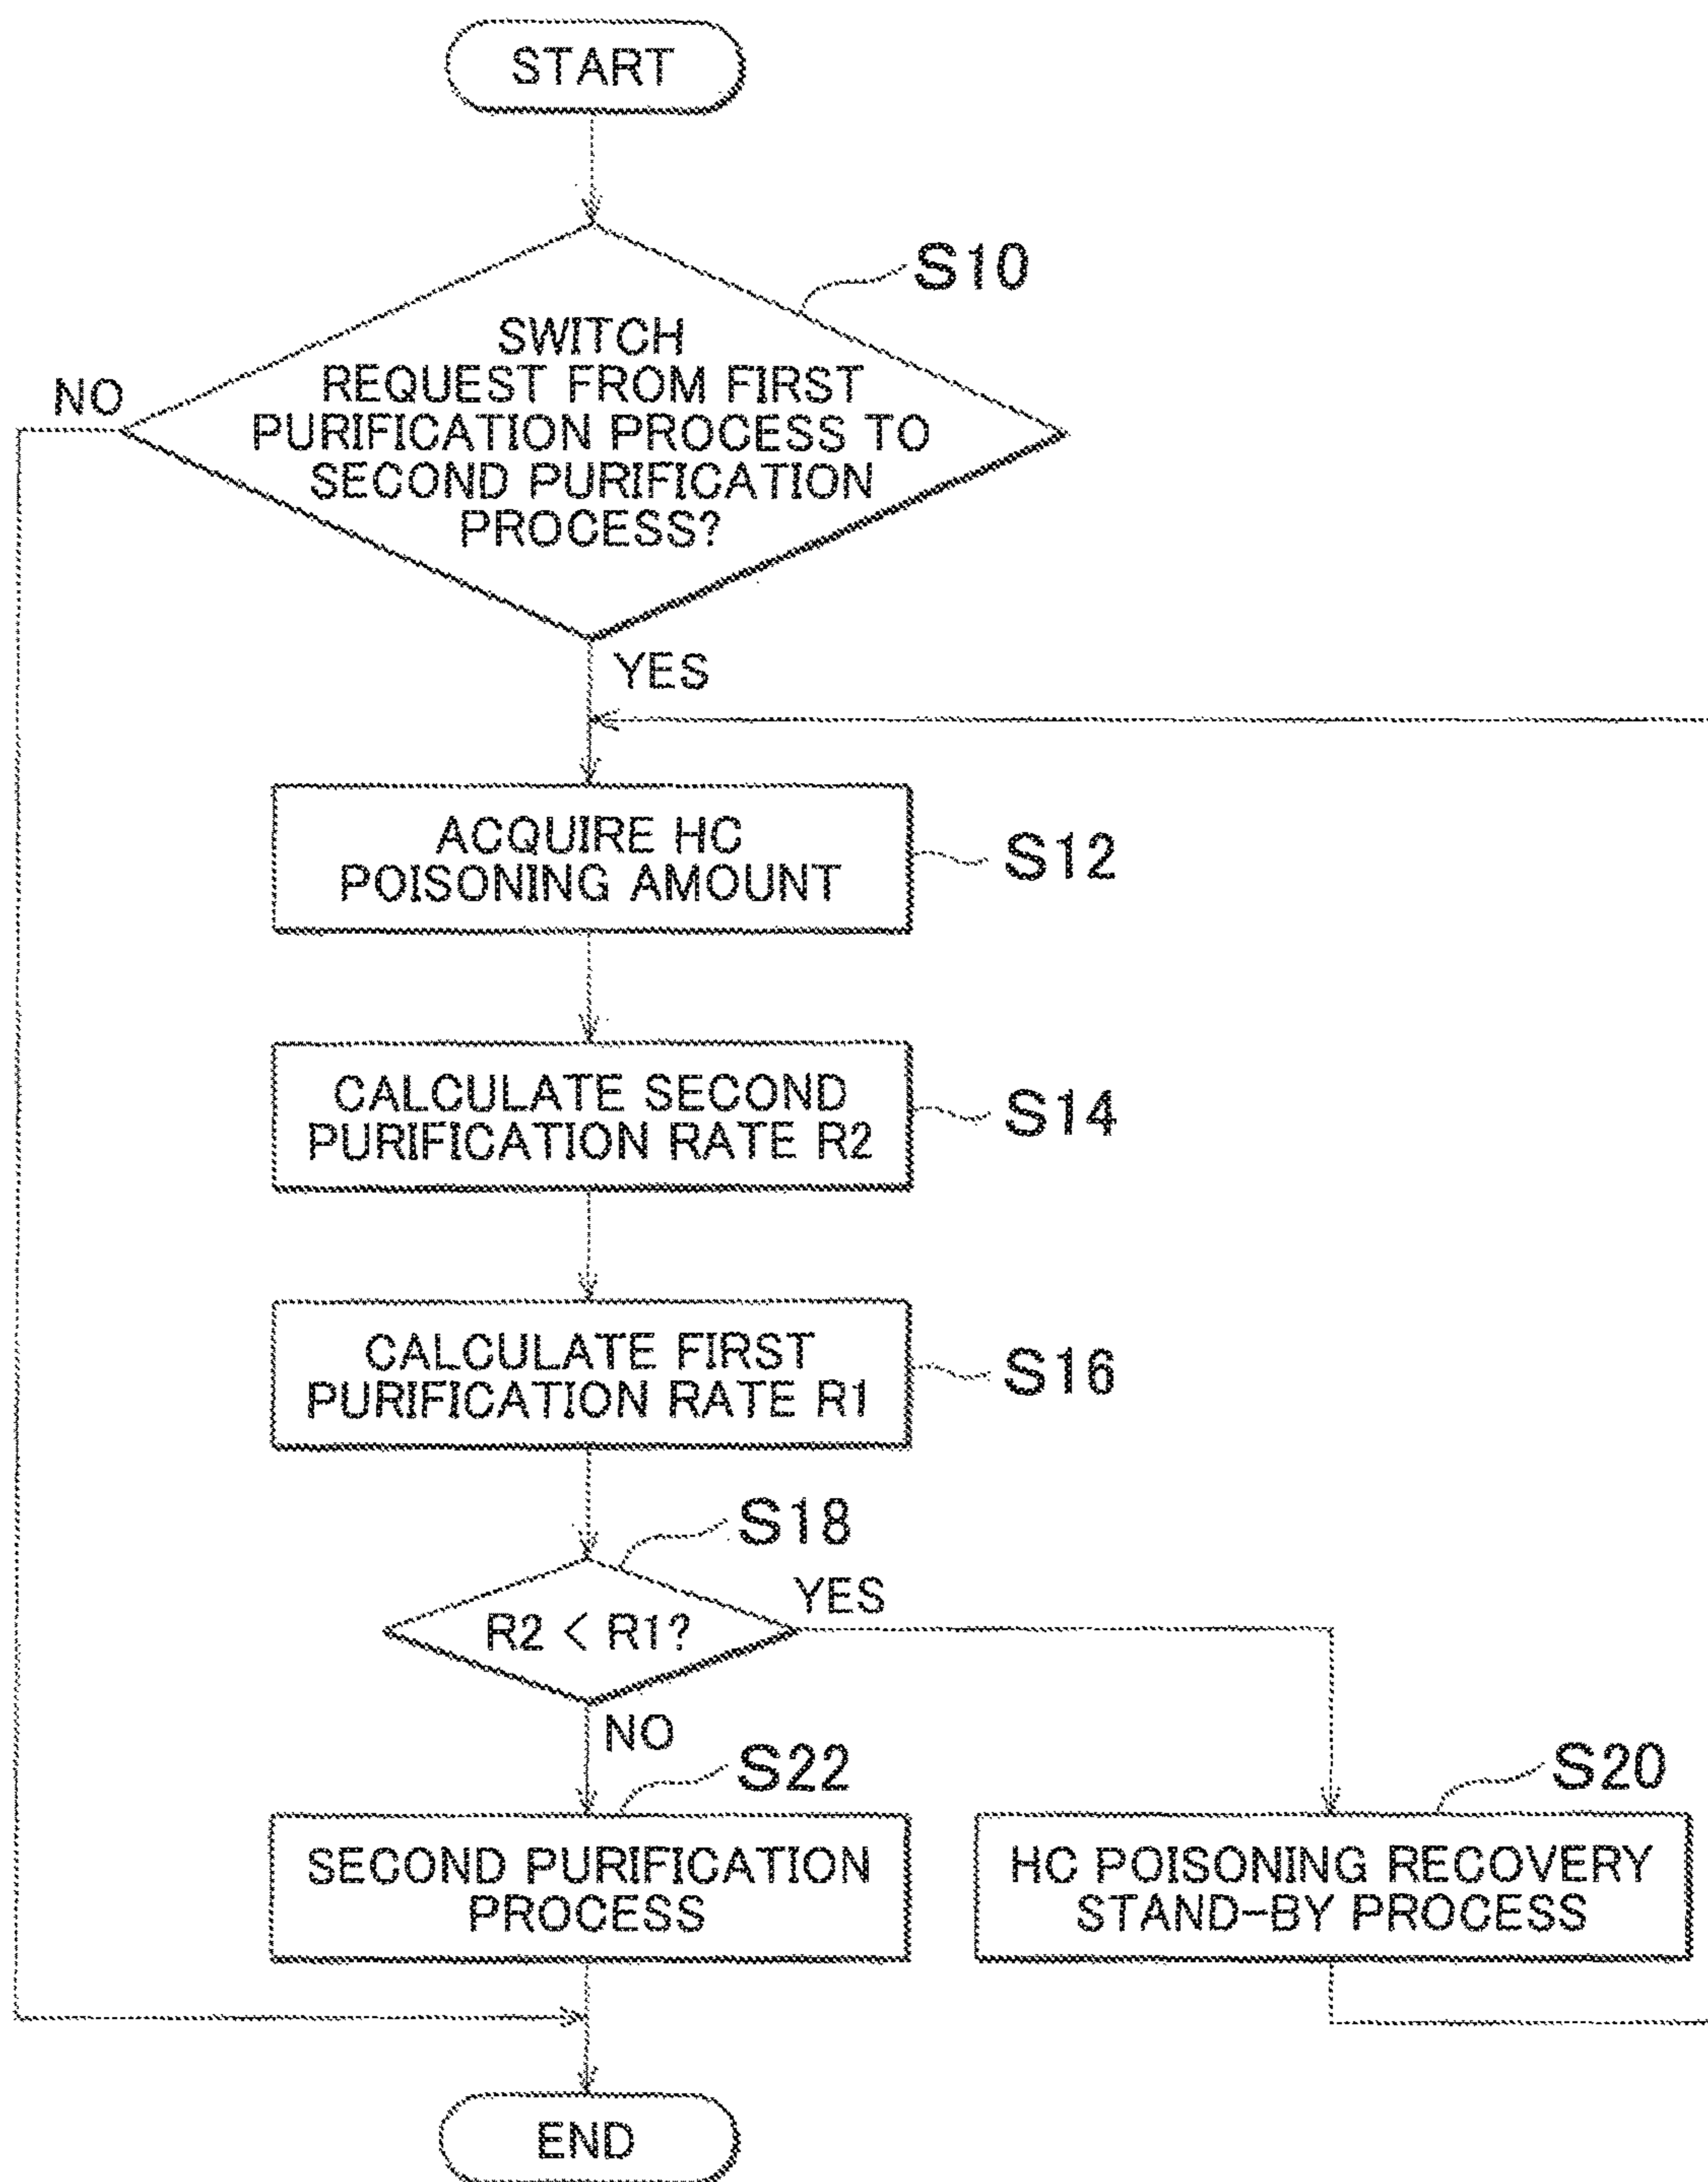 START
S10
SWITCH
REQUEST FROM FIRST
PURIFICATION PROCESS TO
SECOND PURIFICATION
PROCESS?
NO
YES
ACQUIRE HC
POISONING AMOUNT
S12
CALCULATE SECOND
PURIFICATION RATE R2
S14
CALCULATE FIRST
PURIFICATION RATE R1
S16
S18
R2 < R1?
YES
NO
S22
SECOND PURIFICATION
PROCESS
S20
HC POISONING RECOVERY
STAND-BY PROCESS
END